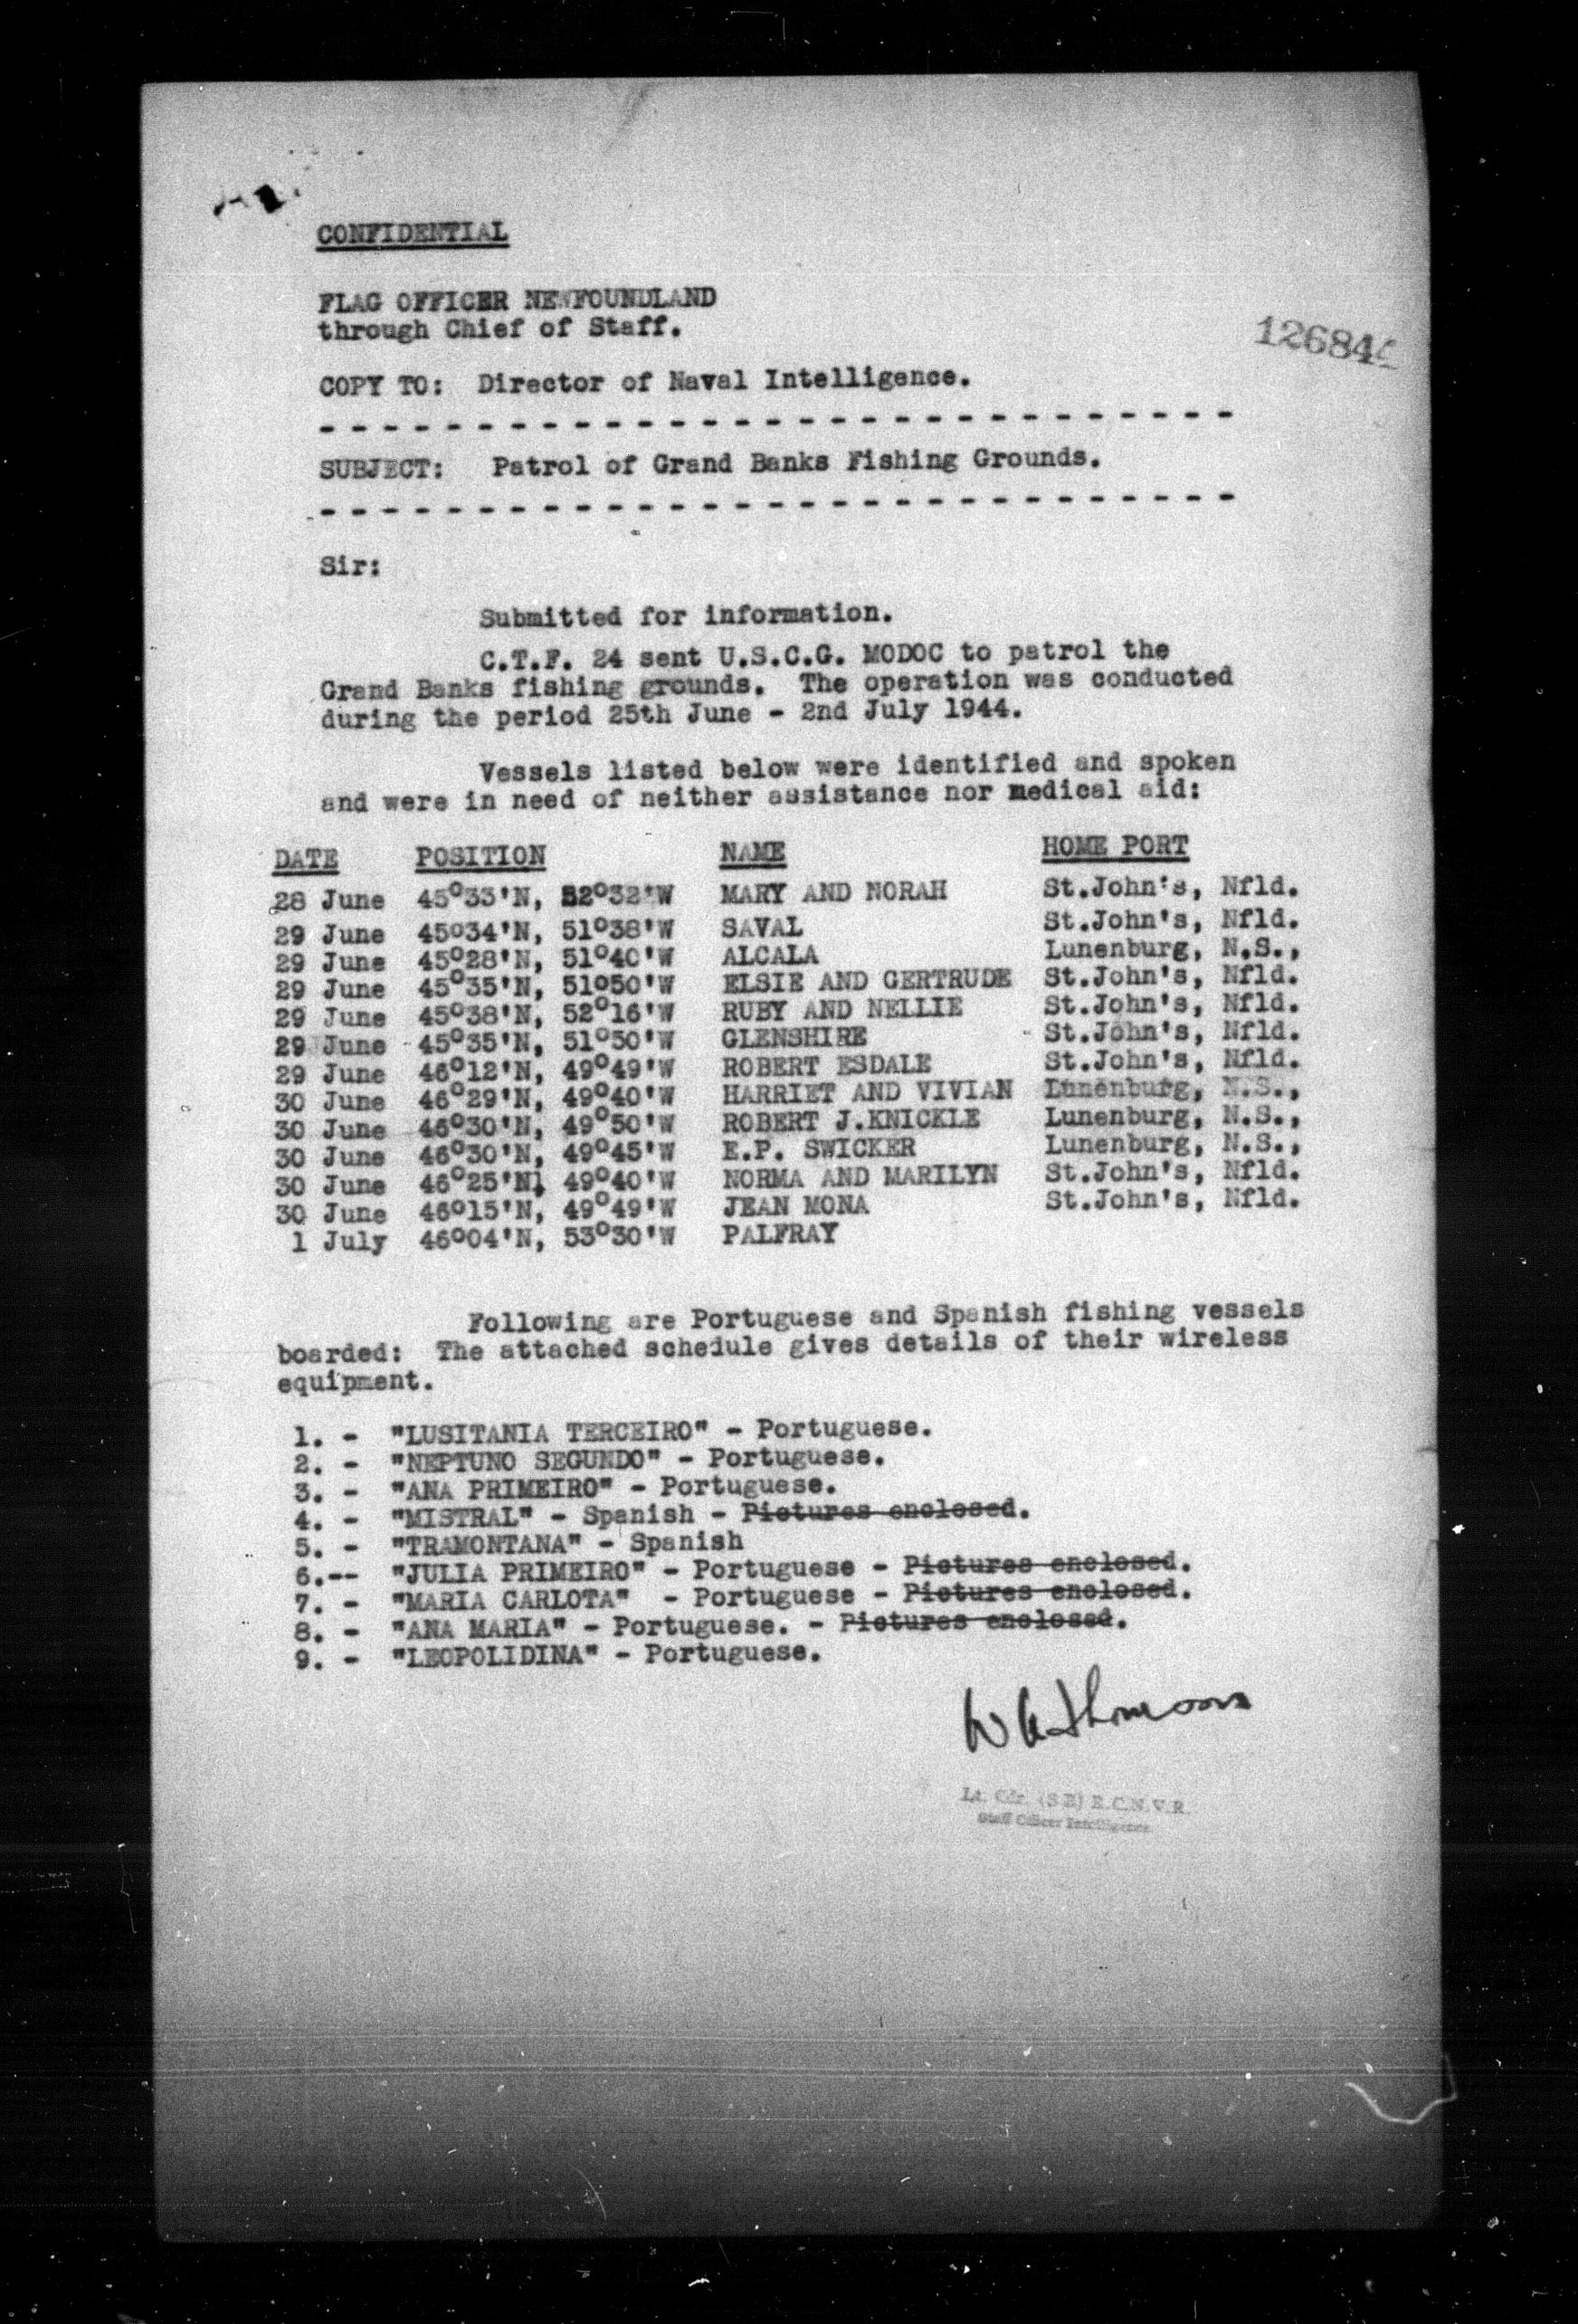 CONFIDENTIAL
FLAG OFFICER NEWFOUNDLAND
through Chief of Staff.
12684
COPY TO: Director of Naval Intelligence.
- - - - - - - - - - - - - - - - - - - - - - - - - - - - -
SUBJECT: Patrol of Grand Banks Fishing Grounds.
- - - - - - - - - - - - - - - - - - - - - - - - - - - - -
Sir:
Submitted for information.
C.T.F. 24 sent U.S.C.G. MODOC to patrol the
Grand Banks fishing grounds. The operation was conducted
during the period 25th June - 2nd July 1944.
Vessels listed below were identified and spoken
and were in need of neither assistance nor medical aid:
DATE POSITION NAME HOME PORT
28 June 45°33'N, 52°32'W MARY AND NORAH St.John's, Nfld.
29 June 45o34'N, 51°38'W SAVAL St.John's, Nfld.
29 June 45°28'N, 51°40'W ALCALA Lunenburg, N.S.,
29 June 45°35'N, 51o50'W ELSIE AND GERTRUDE St.John's, Nfld.
29 June 45°38'N, 52°16'W RUBY AND NELLIE St.John's, Nfld.
29 June 45°35'N, 51°50'W GLENSHIRE St.John's, Nfld.
29 June 46°12'N, 49°49'W ROBERT ESDALE St.John's, Nfld.
30 June 46°29'N, 49°40'W HARRIET AND VIVIAN Lunenburg, N.S.,
30 June 46°30'N, 49°50'W ROBERT J.KNICKLE Lunenburg, N.S.,
30 June 46°30'N, 49°45'W E.P. SWICKER Lunenburg, N.S.,
30 June 46°25'N, 49°40'W NORMA AND MARILYN St.John's, Nfld.
30 June 46o15'N, 49°49'W JEAN MONA St.John's, Nfld.
1 July 46o04'N, 53°30'W PALFRAY
Following are Portuguese and Spanish fishing vessels
boarded: The attached schedule gives details of their wireless
equipment.
1. - "LUSITANIA TERCEIRO" - Portuguese.
2. - "NEPTUNO SEGUNDO" - Portuguese.
3. - "ANA PRIMEIRO" - Portuguese.
4. - "MISTRAL" - Spanish - Pictures enclosed.
5. - "TRAMONTANA" - Spanish
6.-- "JULIA PRIMEIRO" - Portuguese - Pictures enclosed.
7. - "MARIA CARLOTA" - Portuguese - Pictures enclosed.
8. - "ANA MARIA" - Portuguese. - Pictures enclosed.
9. - "LEOPOLIDINA" - Portuguese.
Lt. Cdr. (S B) R.C.N.V.R.
Staff Officer Intelligence